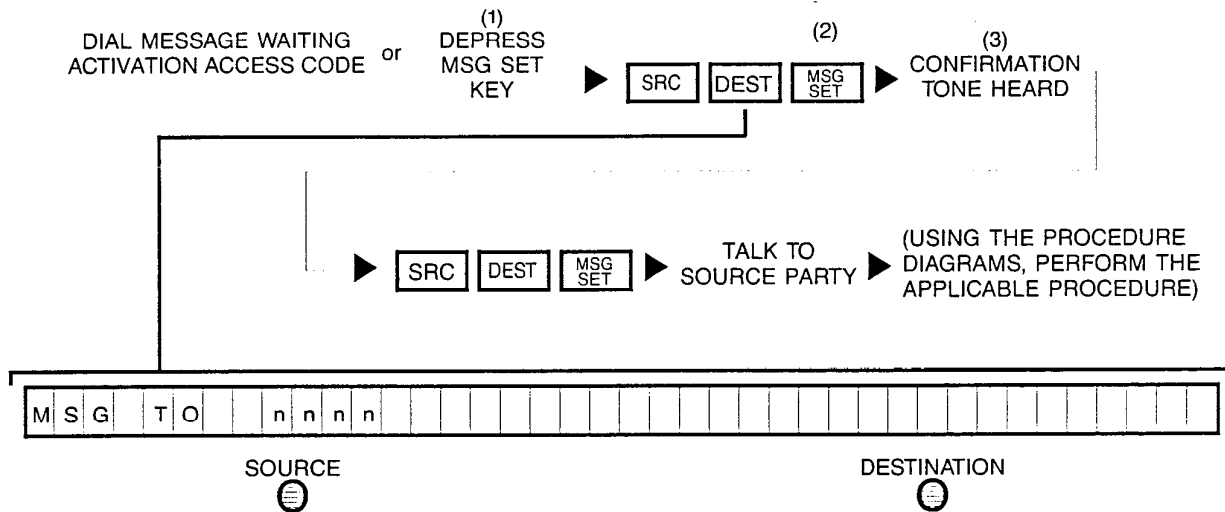 (1)
(2)
(3)
DIAL MESSAGE WAITING
ACTIVATION ACCESS CODE
or
DEPRESS
MSG SET
KEY
SRC
DEST
MSG
SET
CONFIRMATION
TONE HEARD
SRC
DEST
MSG
SET
TALK TO
SOURCE PARTY
(USING THE PROCEDURE
DIAGRAMS, PERFORM THE
APPLICABLE PROCEDURE)
MSG TO nnnn
SOURCE
DESTINATION